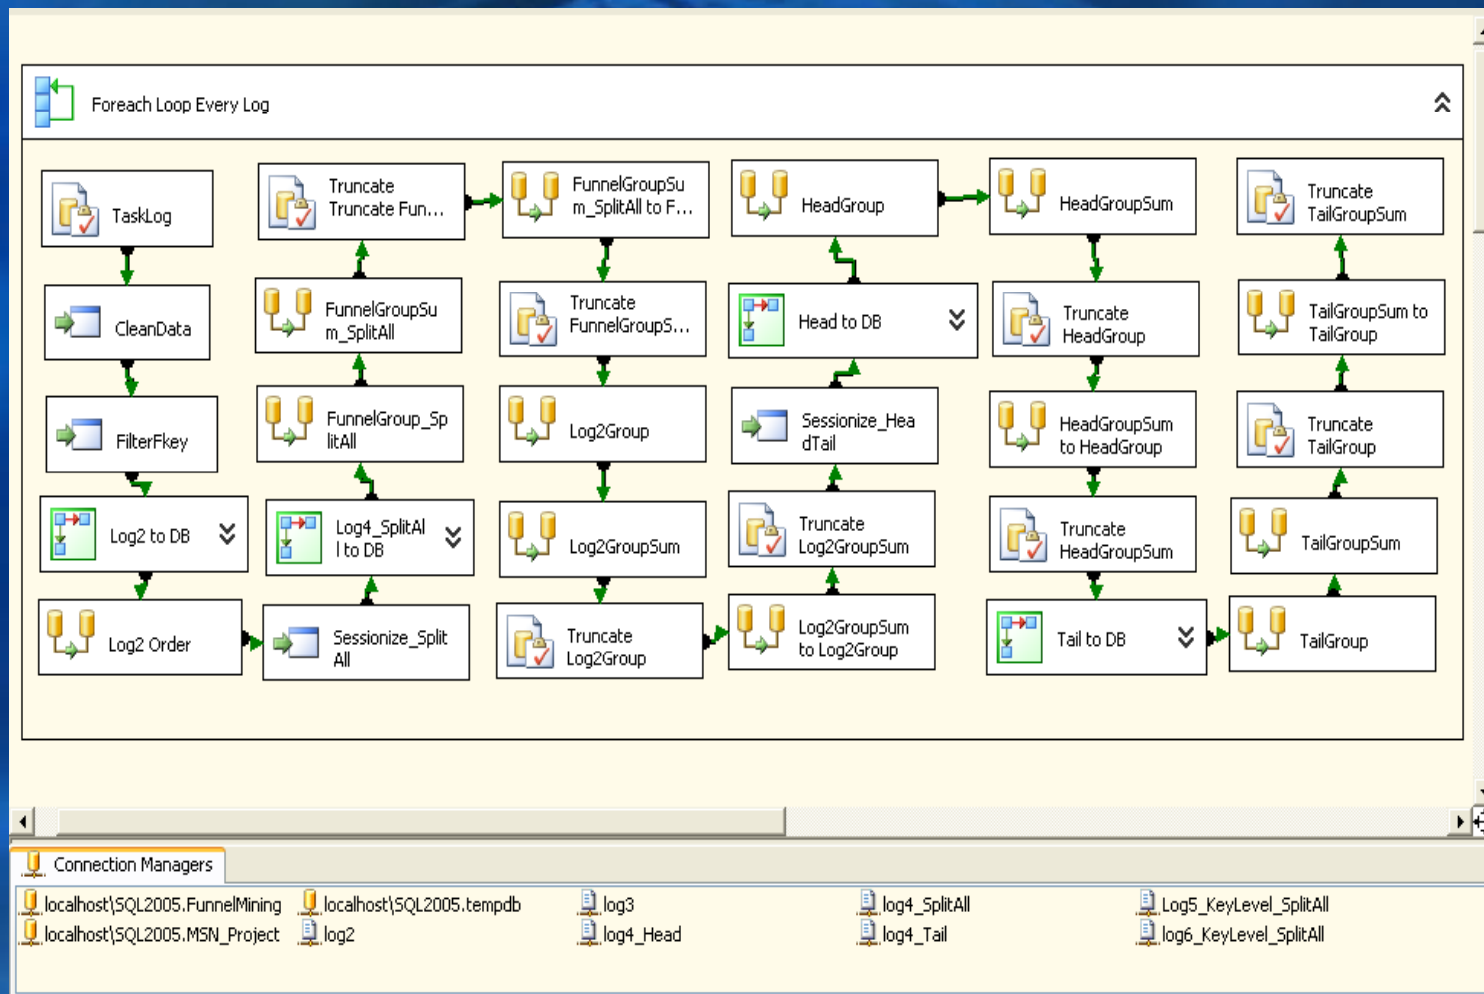 Foreach Loop Every Log
TaskLog
CleanData
FilterFkey
Log2 to DB
Log2 Order
Sessionize_Split
All
Log4_SplitAl
l to DB
FunnelGroup_Sp
litAll
FunnelGroupSu
m_SplitAll
Truncate
Truncate Fun...
FunnelGroupSu
m_SplitAll to F...
Truncate
FunnelGroupS...
Log2Group
Log2GroupSum
Truncate
Log2Group
Log2GroupSum
to Log2Group
Truncate
Log2GroupSum
Sessionize_Hea
dTail
Head to DB
HeadGroup
HeadGroupSum
Truncate
HeadGroup
HeadGroupSum
to HeadGroup
Truncate
HeadGroupSum
Tail to DB
TailGroup
TailGroupSum
Truncate
TailGroup
TailGroupSum to
TailGroup
Truncate
TailGroupSum
Connection Managers
localhost\SQL2005.FunnelMining
localhost\SQL2005.tempdb
log3
log4_SplitAll
Log5_KeyLevel_SplitAll
localhost\SQL2005.MSN_Project
log2
log4_Head
log4_Tail
log6_KeyLevel_SplitAll